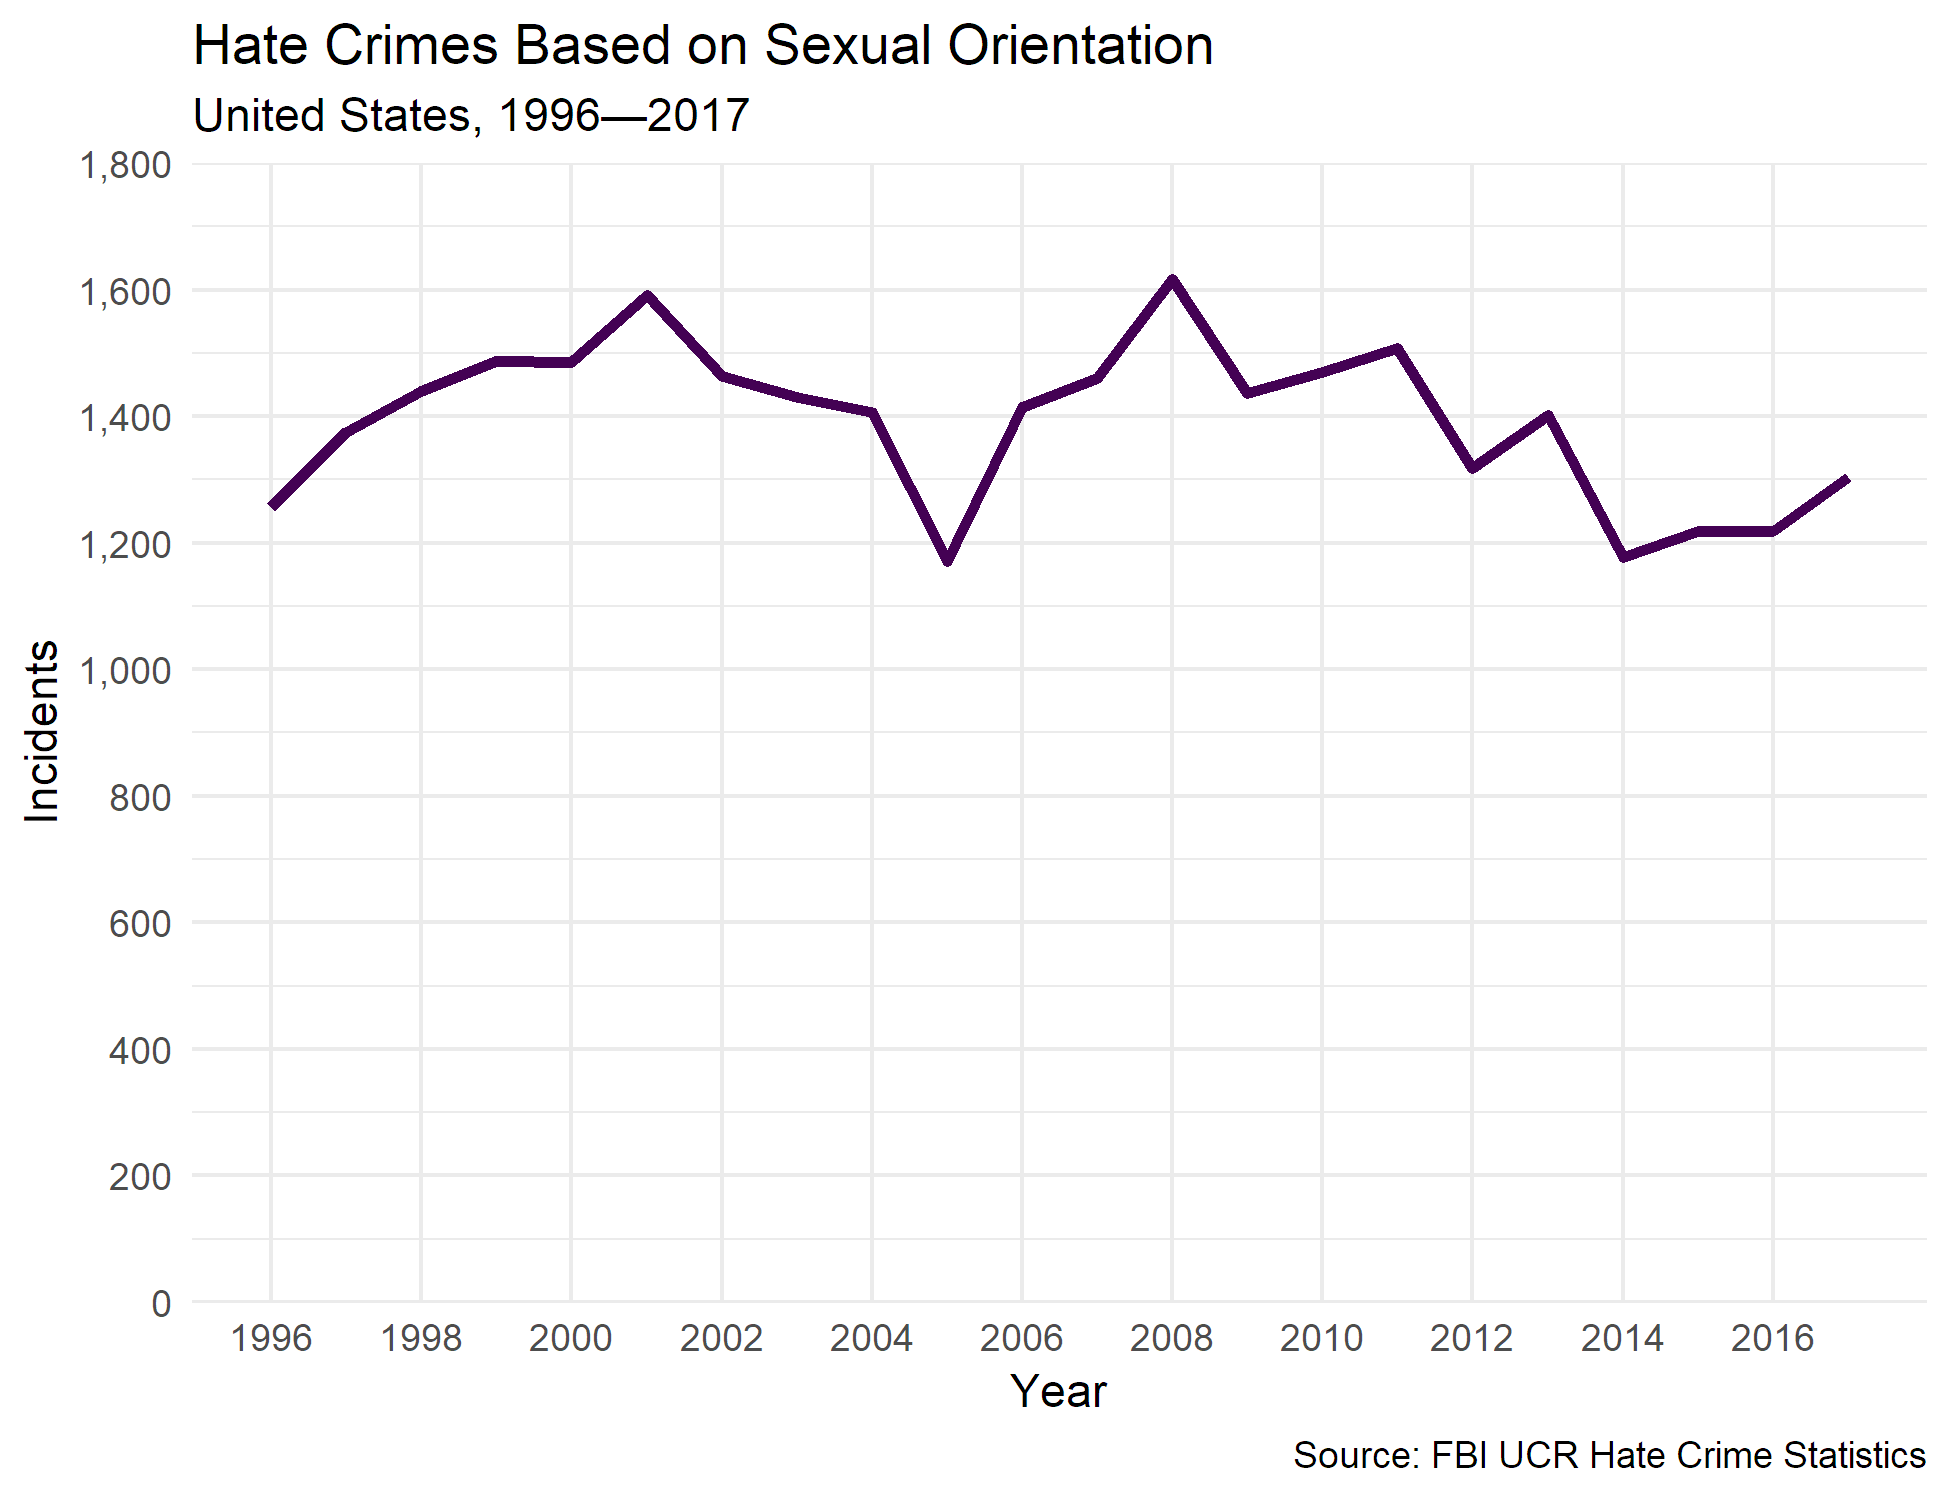 Hate Crimes Based on Sexual Orientation
United States, 1996—2017
1,800
1,600
1,400
1,200
1,000
800
600
400
200
0
Incidents
1996 1998 2000 2002 2004 2006 2008 2010 2012 2014 2016
Year
Source: FBI UCR Hate Crime Statistics